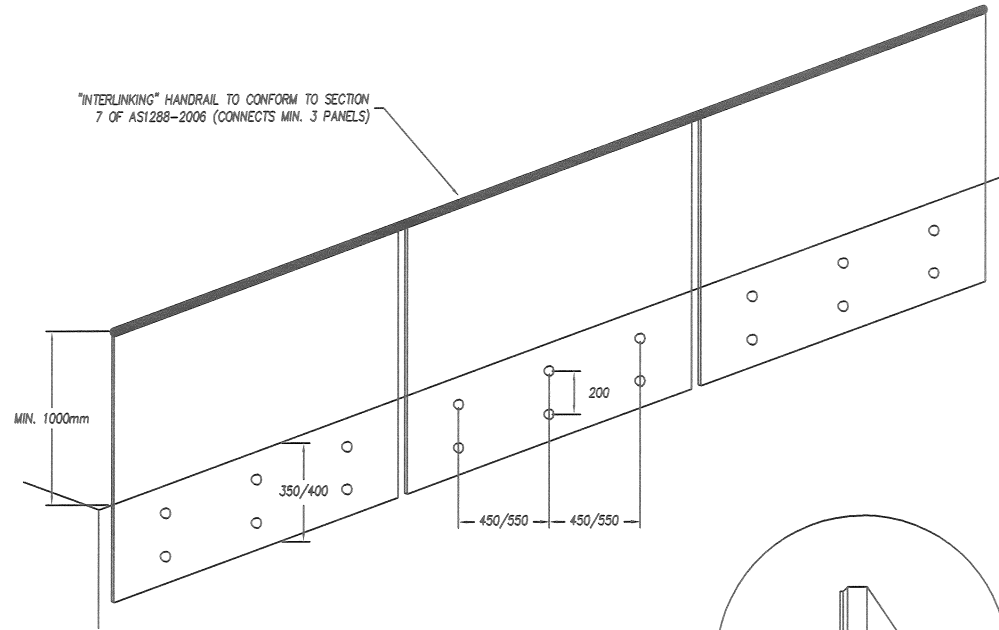 "INTERLINKING" HANDRAIL TO CONFORM TO SECTION
7 OF AS1288-2006 (CONNECTS MIN. 3 PANELS)
MIN. 1000mm
200
350/400
450/550
450/550